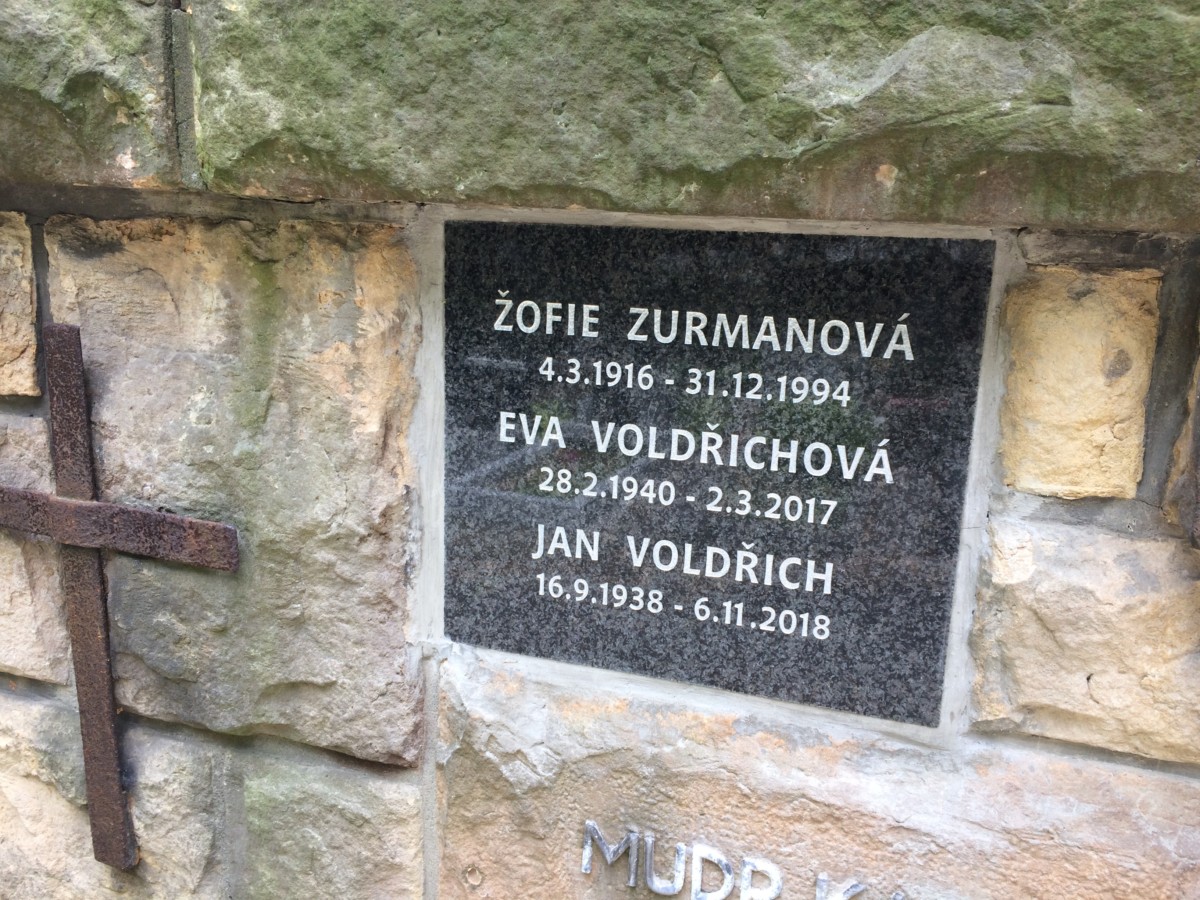 ŽOFIE ZURMANOVÁ
4.3.1916 - 31.12.1994
EVA VOLDŘICHOVÁ
28.2.1940 - 2.3.2017
JAN VOLDŘICH
16.9.1938 - 6.11.2018
MUDR